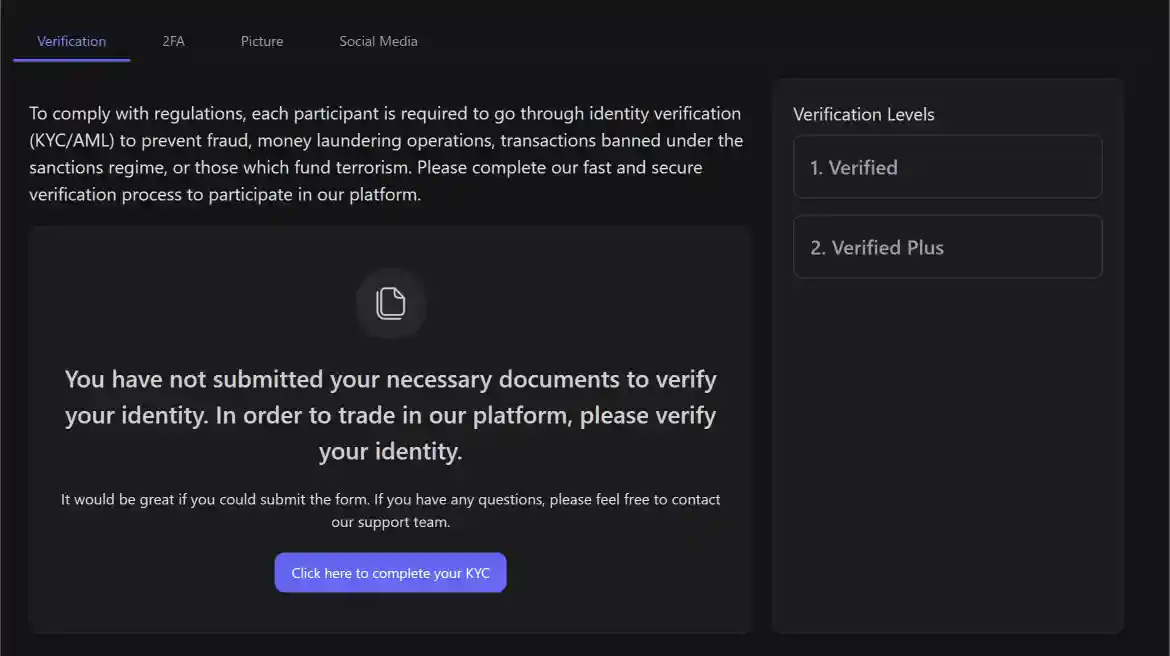 Verification
2FA
Picture
Social Media
To comply with regulations, each participant is required to go through identity verification
(KYC/AML) to prevent fraud, money laundering operations, transactions banned under the
sanctions regime, or those which fund terrorism. Please complete our fast and secure
verification process to participate in our platform.
You have not submitted your necessary documents to verify
your identity. In order to trade in our platform, please verify
your identity.
It would be great if you could submit the form. If you have any questions, please feel free to contact
our support team.
Click here to complete your KYC
Verification Levels
1. Verified
2. Verified Plus